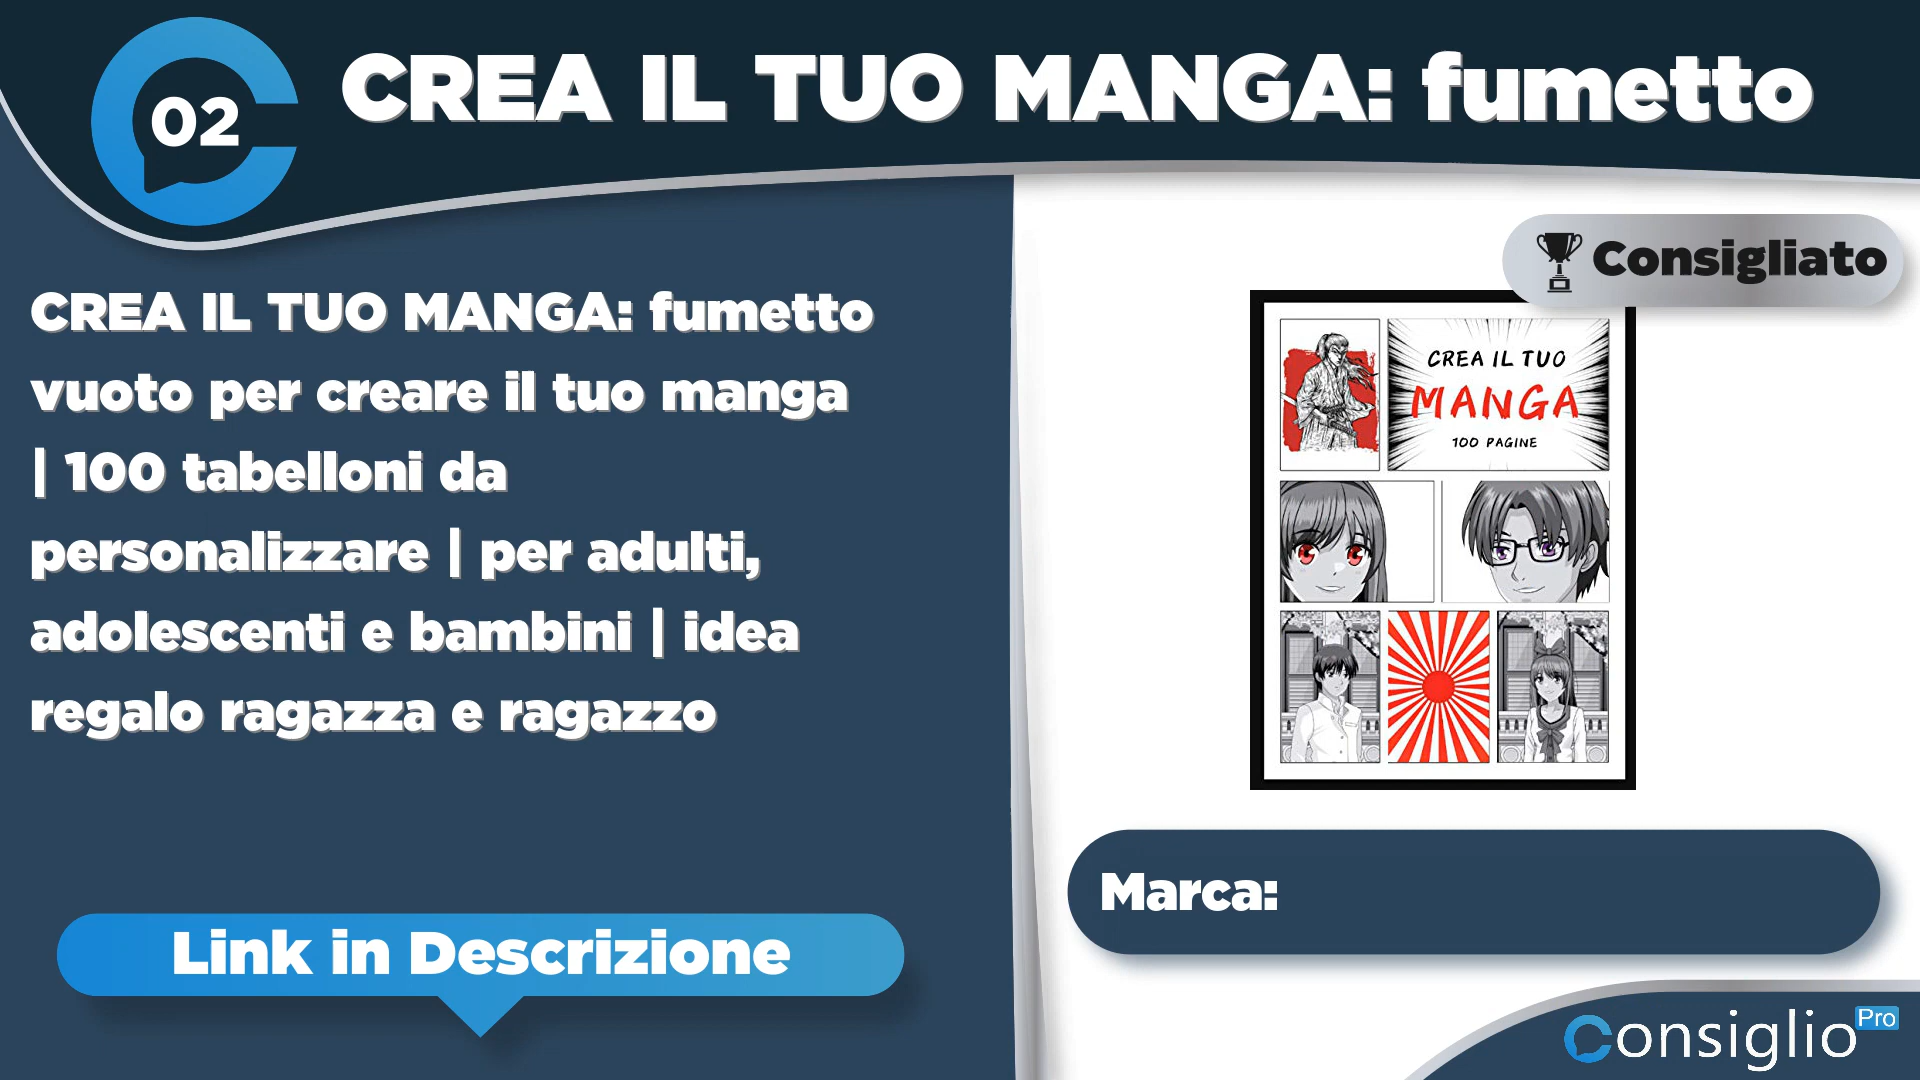 02
CREA IL TUO MANGA: fumetto
CREA IL TUO MANGA: fumetto
vuoto per creare il tuo manga
| 100 tabelloni da
personalizzare | per adulti,
adolescenti e bambini | idea
regalo ragazza e ragazzo
Link in Descrizione
Consigliato
CREA IL TUO
MANGA
100 PAGINE
Marca:
Consiglio Pro